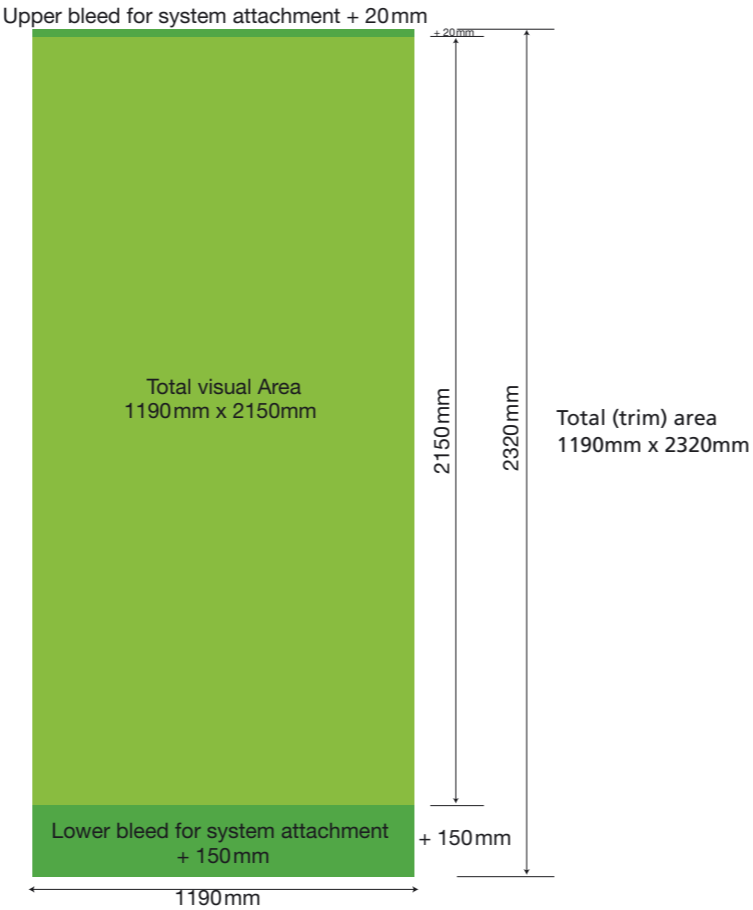 Upper bleed for system attachment + 20mm
+ 20mm
Total visual Area
1190mm x 2150mm
2150mm
2320mm
Total (trim) area
1190mm x 2320mm
Lower bleed for system attachment
+ 150mm
+ 150mm
1190mm